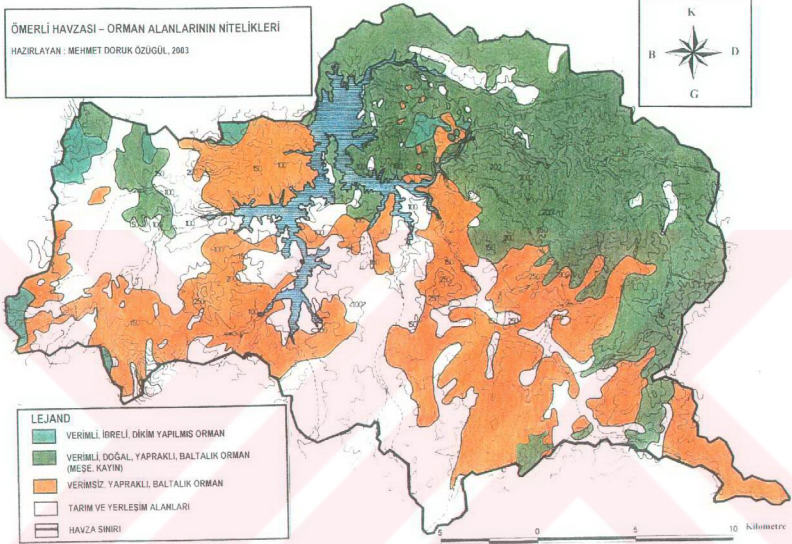 ÖMERLİ HAVZASI – ORMAN ALANLARININ NİTELİKLERİ
HAZIRLAYAN : MEHMET DORUK ÖZÜGÜL, 2003
K
B D
G
LEJAND
VERİMLİ, İBRELİ, DİKİM YAPILMIS ORMAN
VERİMLİ, DOĞAL, YAPRAKLI, BALTALIK ORMAN
(MEŞE, KAYIN)
VERİMSİZ, YAPRAKLI, BALTALIK ORMAN
TARIM VE YERLEŞİM ALANLARI
HAVZA SINIRI
5 0 5 10 Kilometre